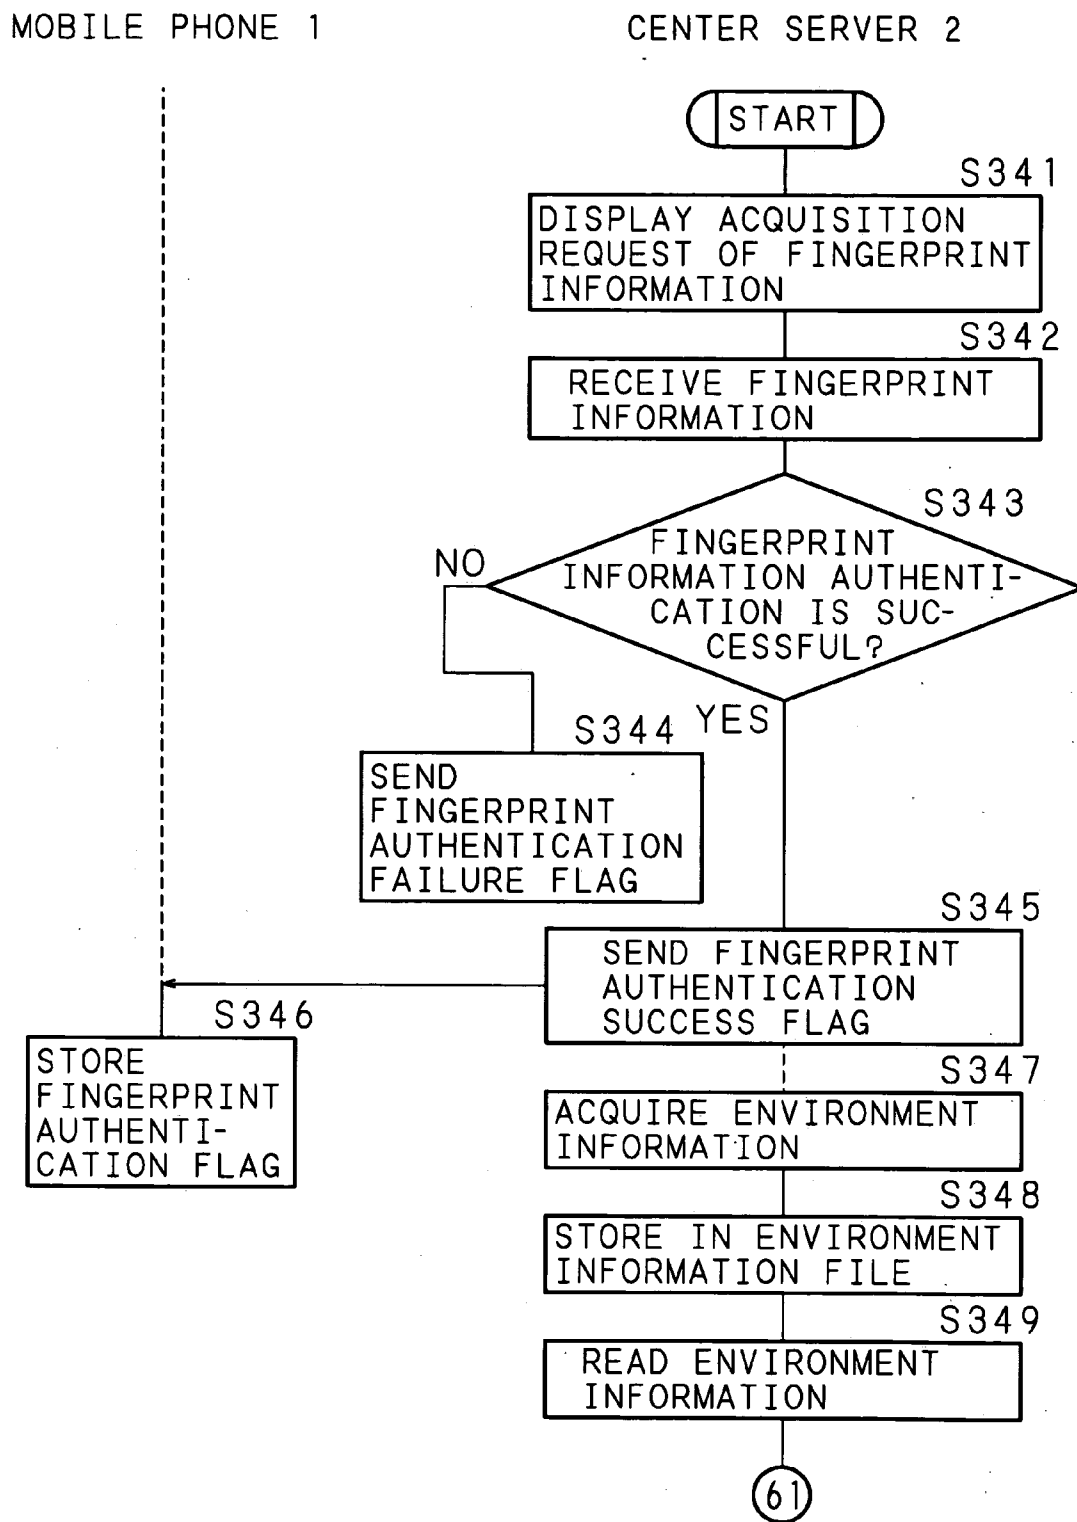 MOBILE PHONE 1
CENTER SERVER 2
START
S341
DISPLAY ACQUISITION
REQUEST OF FINGERPRINT
INFORMATION
S342
RECEIVE FINGERPRINT
INFORMATION
S343
FINGERPRINT
INFORMATION AUTHENTI-
CATION IS SUC-
CESSFUL?
NO
YES
S344
SEND
FINGERPRINT
AUTHENTICATION
FAILURE FLAG
S345
SEND FINGERPRINT
AUTHENTICATION
SUCCESS FLAG
S346
STORE
FINGERPRINT
AUTHENTI-
CATION FLAG
S347
ACQUIRE ENVIRONMENT
INFORMATION
S348
STORE IN ENVIRONMENT
INFORMATION FILE
S349
READ ENVIRONMENT
INFORMATION
61